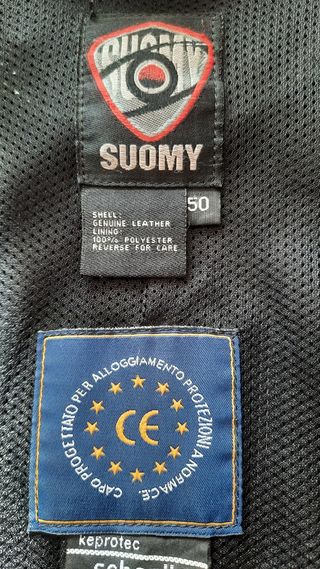 SUOMY
SUOMY
50
SHELL:
GENUINE LEATHER
LINING:
100% POLYESTER
REVERSE FOR CARE
CAPO PROGETTATO PER ALLOGGIAMENTO PROTEZIONI A NORMA C.E.
CE
keprotec